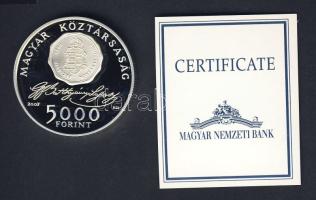 MAGYAR KÖZTÁRSASÁG
5000
FORINT
CERTIFICATE
MAGYAR NEMZETI BANK